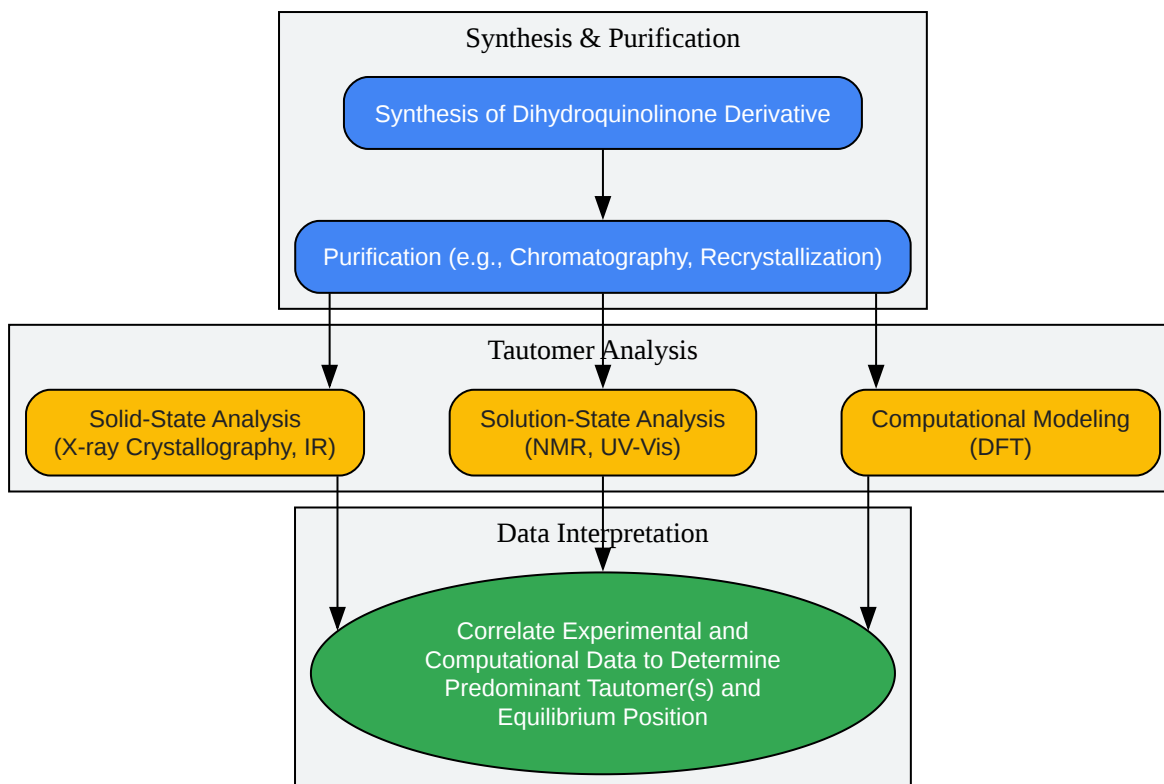 Synthesis & Purification
Synthesis of Dihydroquinolinone Derivative
Purification (e.g., Chromatography, Recrystallization)
Tautomer Analysis
Solid-State Analysis
(X-ray Crystallography, IR)
Solution-State Analysis
(NMR, UV-Vis)
Computational Modeling
(DFT)
Data Interpretation
Correlate Experimental and
Computational Data to Determine
Predominant Tautomer(s) and
Equilibrium Position